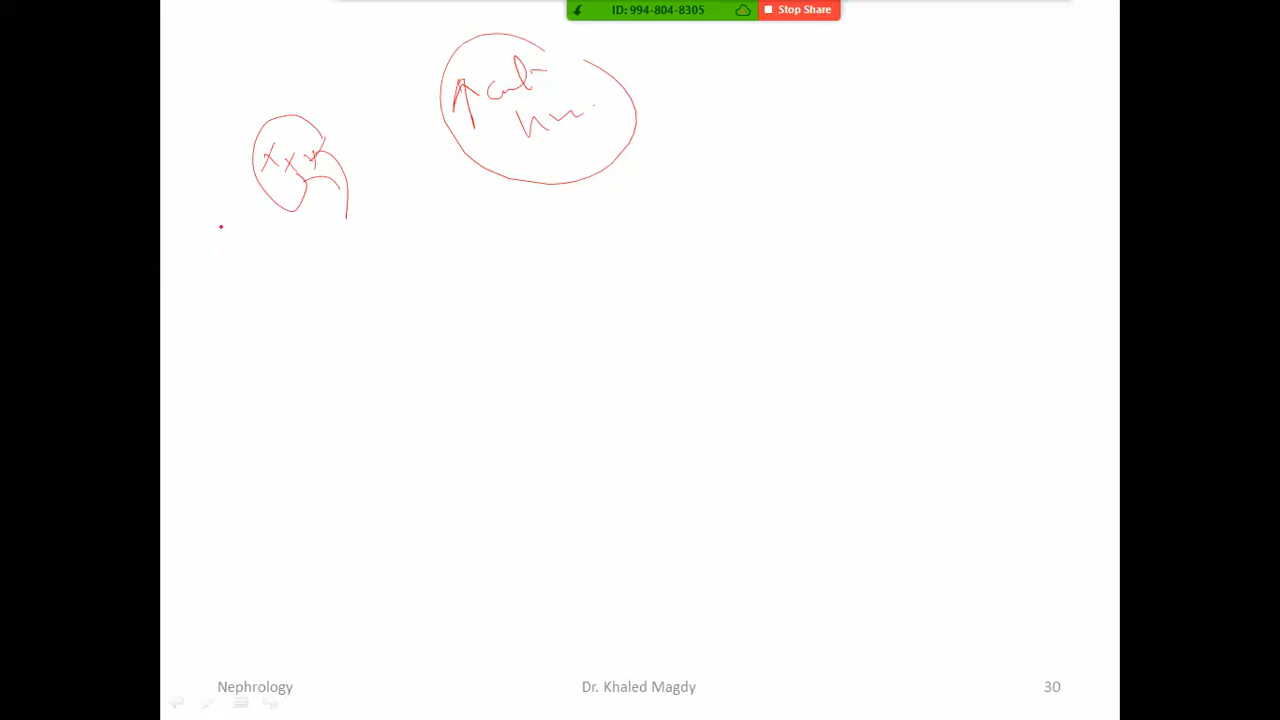 ID: 994-804-8305
Stop Share
x x x
Nephrology
Dr. Khaled Magdy
30